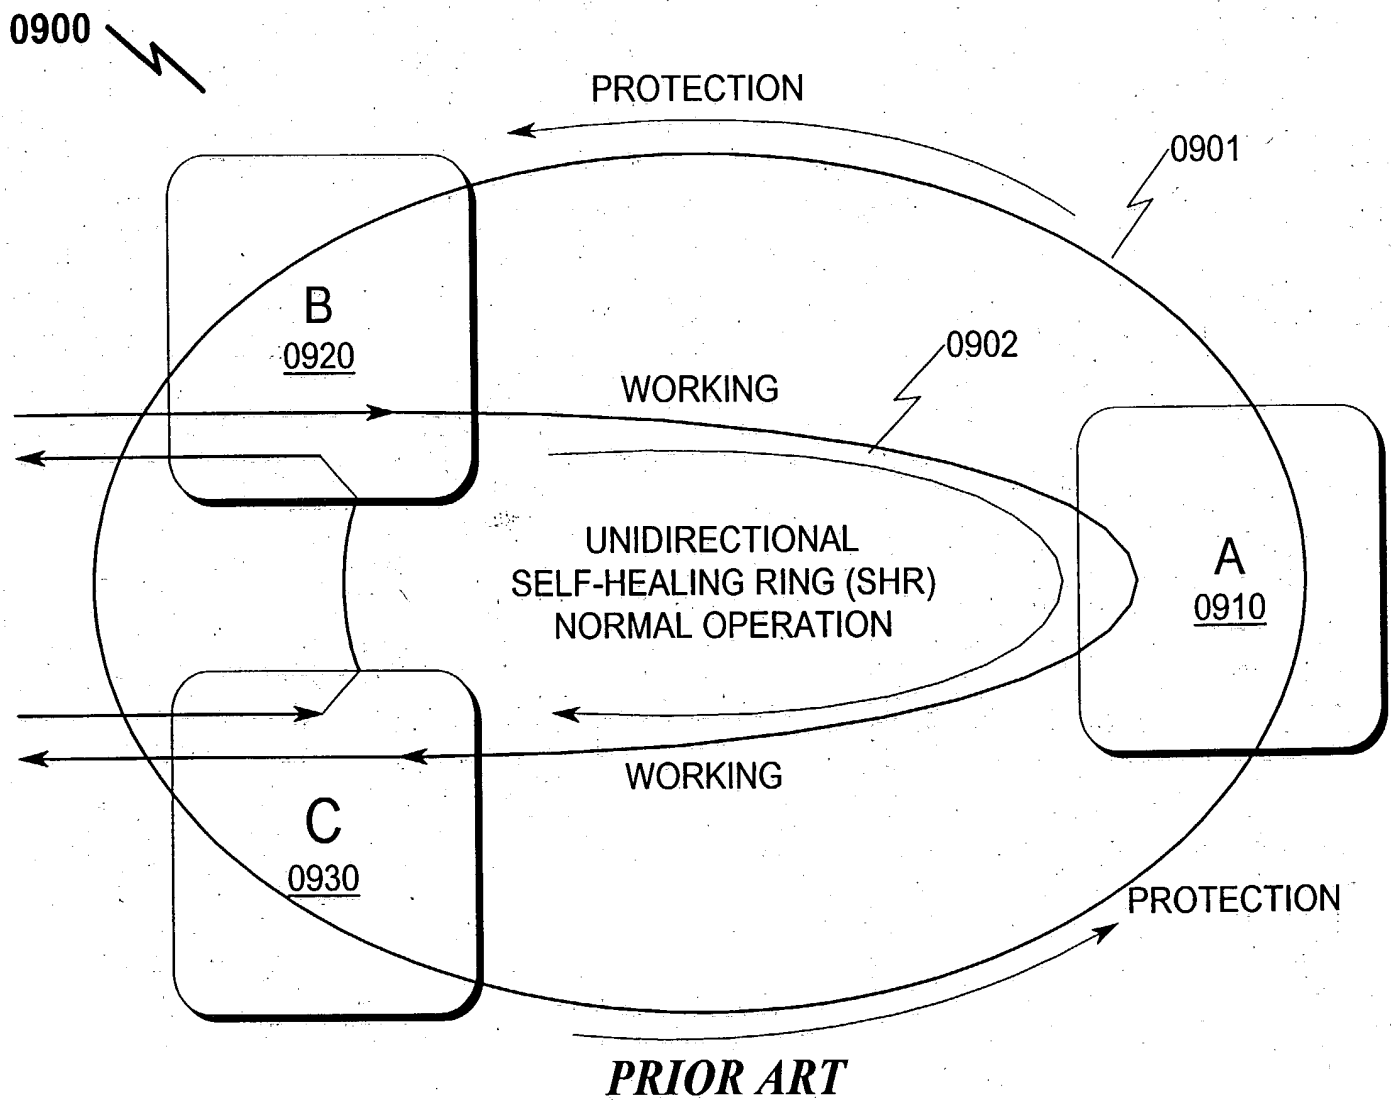 0900
PROTECTION
0901
B
0920
0902
WORKING
UNIDIRECTIONAL
SELF-HEALING RING (SHR)
NORMAL OPERATION
A
0910
WORKING
C
0930
PROTECTION
PRIOR ART